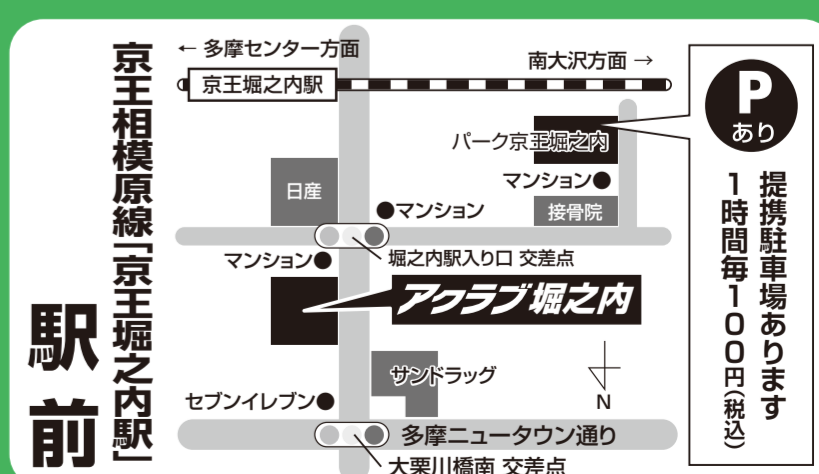 京王相模原線「京王堀之内駅」
駅前
← 多摩センター方面
南大沢方面 →
京王堀之内駅
パーク京王堀之内
マンション●
接骨院
日産
●マンション
堀之内駅入り口 交差点
マンション●
アクラブ堀之内
サンドラッグ
N
セブンイレブン●
多摩ニュータウン通り
大栗川橋南 交差点
P
あり
提携駐車場あります
1時間毎100円(税込)